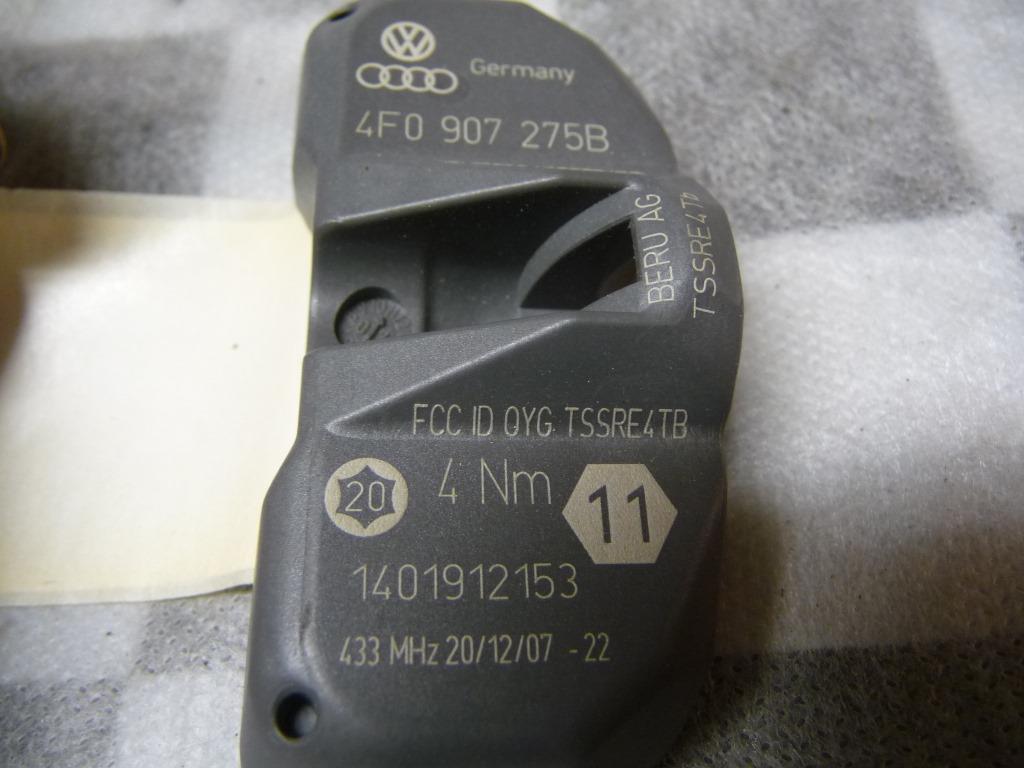 Germany
4F0 907 275B
BERU AG
TSSRE4Tb
FCC ID OYG TSSRE4TB
20 4 Nm 11
1401912153
433 MHz 20/12/07 -22